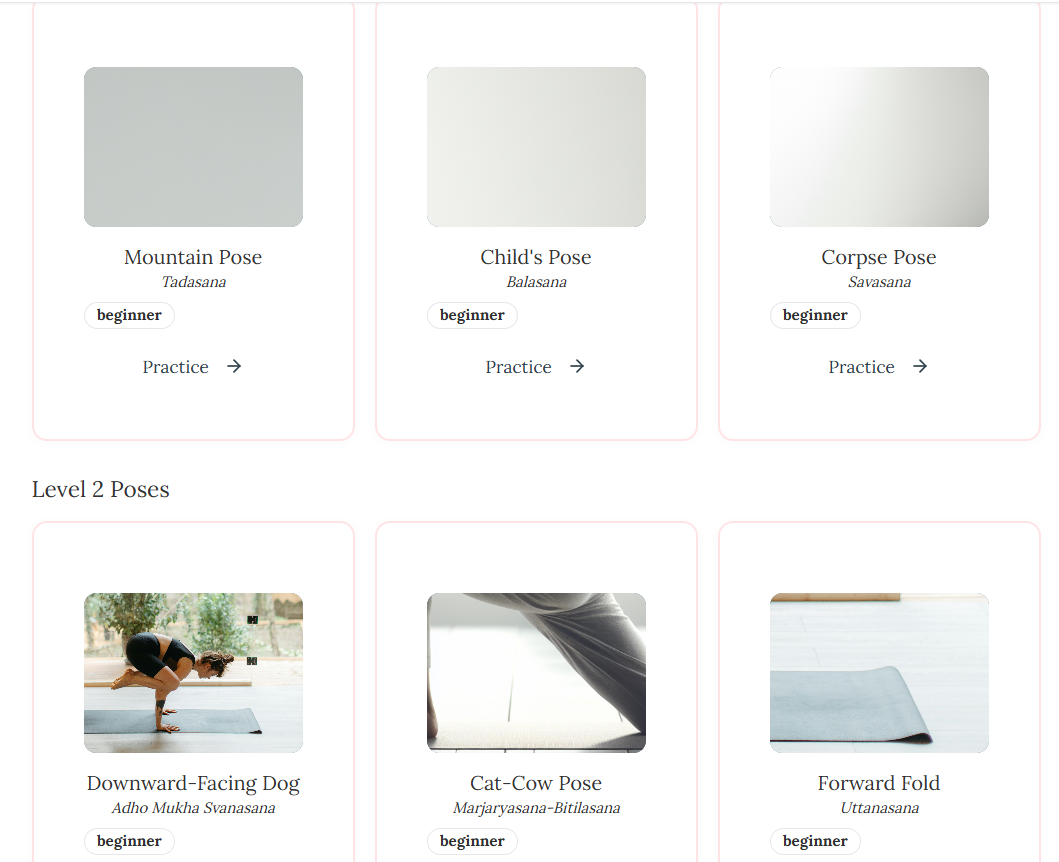 Mountain Pose
Tadasana
beginner
Practice →
Child's Pose
Balasana
beginner
Practice →
Corpse Pose
Savasana
beginner
Practice →
Level 2 Poses
Downward-Facing Dog
Adho Mukha Svanasana
beginner
Cat-Cow Pose
Marjaryasana-Bitilasana
beginner
Forward Fold
Uttanasana
beginner